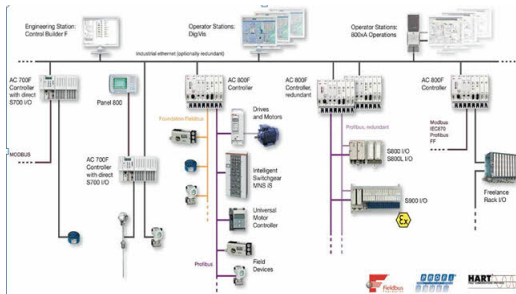 Engineering Station:
Control Builder F
Operator Stations:
DigiVis
Operator Stations:
800xA Operations
Industrial ethernet (optionally redundant)
AC 700F
Controller
with direct
S700 I/O
Panel 800
AC 800F
Controller
AC 800F
Controller,
redundant
AC 800F
Controller
Foundation Fieldbus
Drives
and Motors
Profibus, redundant
Modbus
IEC870
Profibus
FF
MODBUS
AC 700F
Controller
with direct
S700 I/O
S800 I/O
S800L I/O
Intelligent
Switchgear
MNS iS
Freelance
Rack I/O
S900 I/O
Ex
Universal
Motor
Controller
Profibus
Field
Devices
Fieldbus
PROFI
BUS
HART